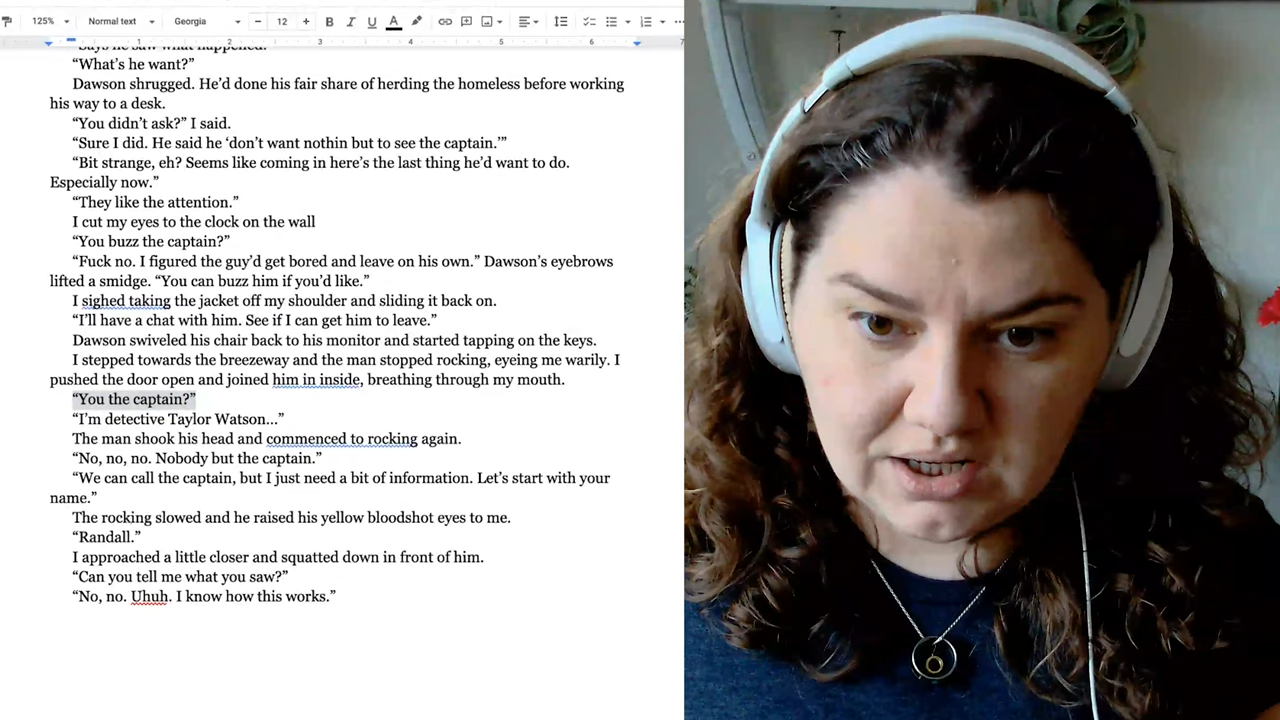 125%
Normal text
Georgia
12
B I U A
1 2 3 4 5 6 7
“Says he saw what happened.
“What’s he want?”
Dawson shrugged. He’d done his fair share of herding the homeless before working
his way to a desk.
“You didn’t ask?” I said.
“Sure I did. He said he ‘don’t want nothin but to see the captain.’”
“Bit strange, eh? Seems like coming in here’s the last thing he’d want to do.
Especially now.”
“They like the attention.”
I cut my eyes to the clock on the wall
“You buzz the captain?”
“Fuck no. I figured the guy’d get bored and leave on his own.” Dawson’s eyebrows
lifted a smidge. “You can buzz him if you’d like.”
I sighed taking the jacket off my shoulder and sliding it back on.
“I’ll have a chat with him. See if I can get him to leave.”
Dawson swiveled his chair back to his monitor and started tapping on the keys.
I stepped towards the breezeway and the man stopped rocking, eyeing me warily. I
pushed the door open and joined him in inside, breathing through my mouth.
“You the captain?”
“I’m detective Taylor Watson...”
The man shook his head and commenced to rocking again.
“No, no, no. Nobody but the captain.”
“We can call the captain, but I just need a bit of information. Let’s start with your
name.”
The rocking slowed and he raised his yellow bloodshot eyes to me.
“Randall.”
I approached a little closer and squatted down in front of him.
“Can you tell me what you saw?”
“No, no. Uhuh. I know how this works.”